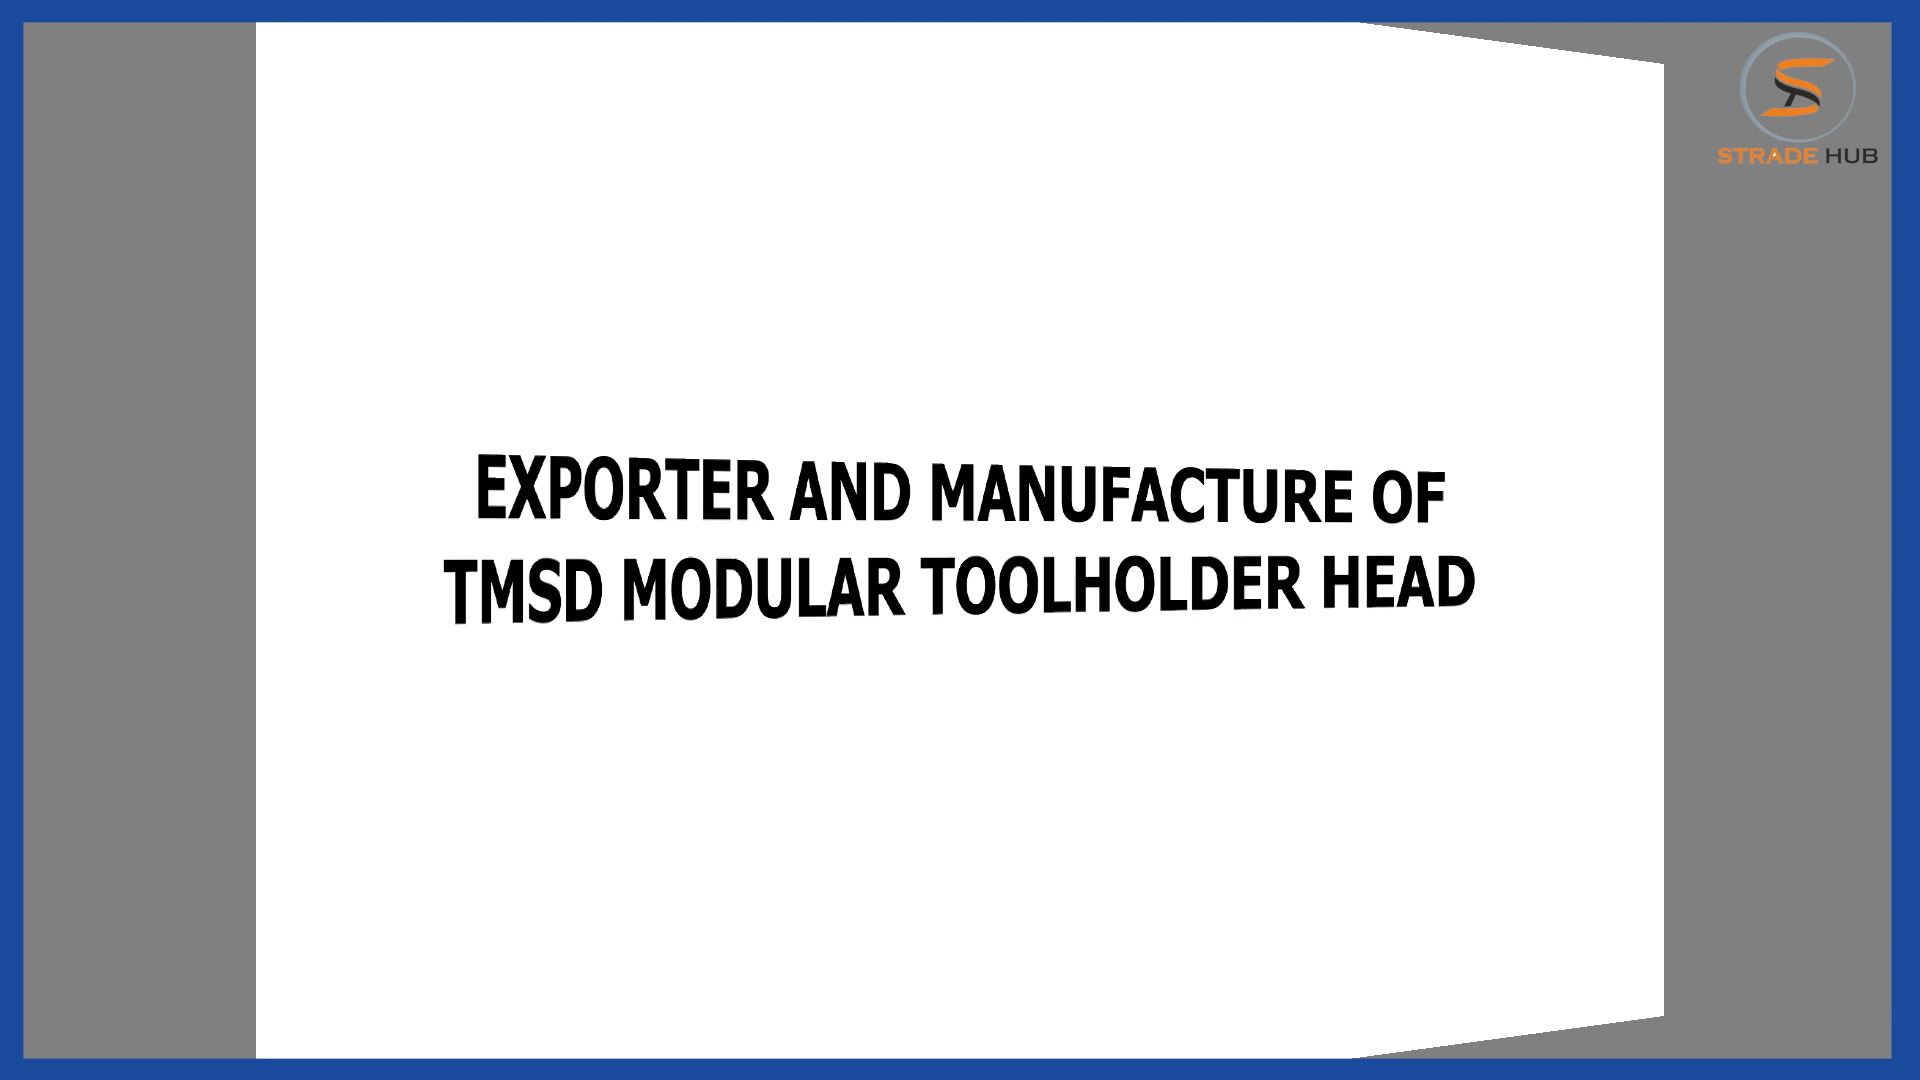 STRADE HUB
EXPORTER AND MANUFACTURE OF
TMSD MODULAR TOOLHOLDER HEAD